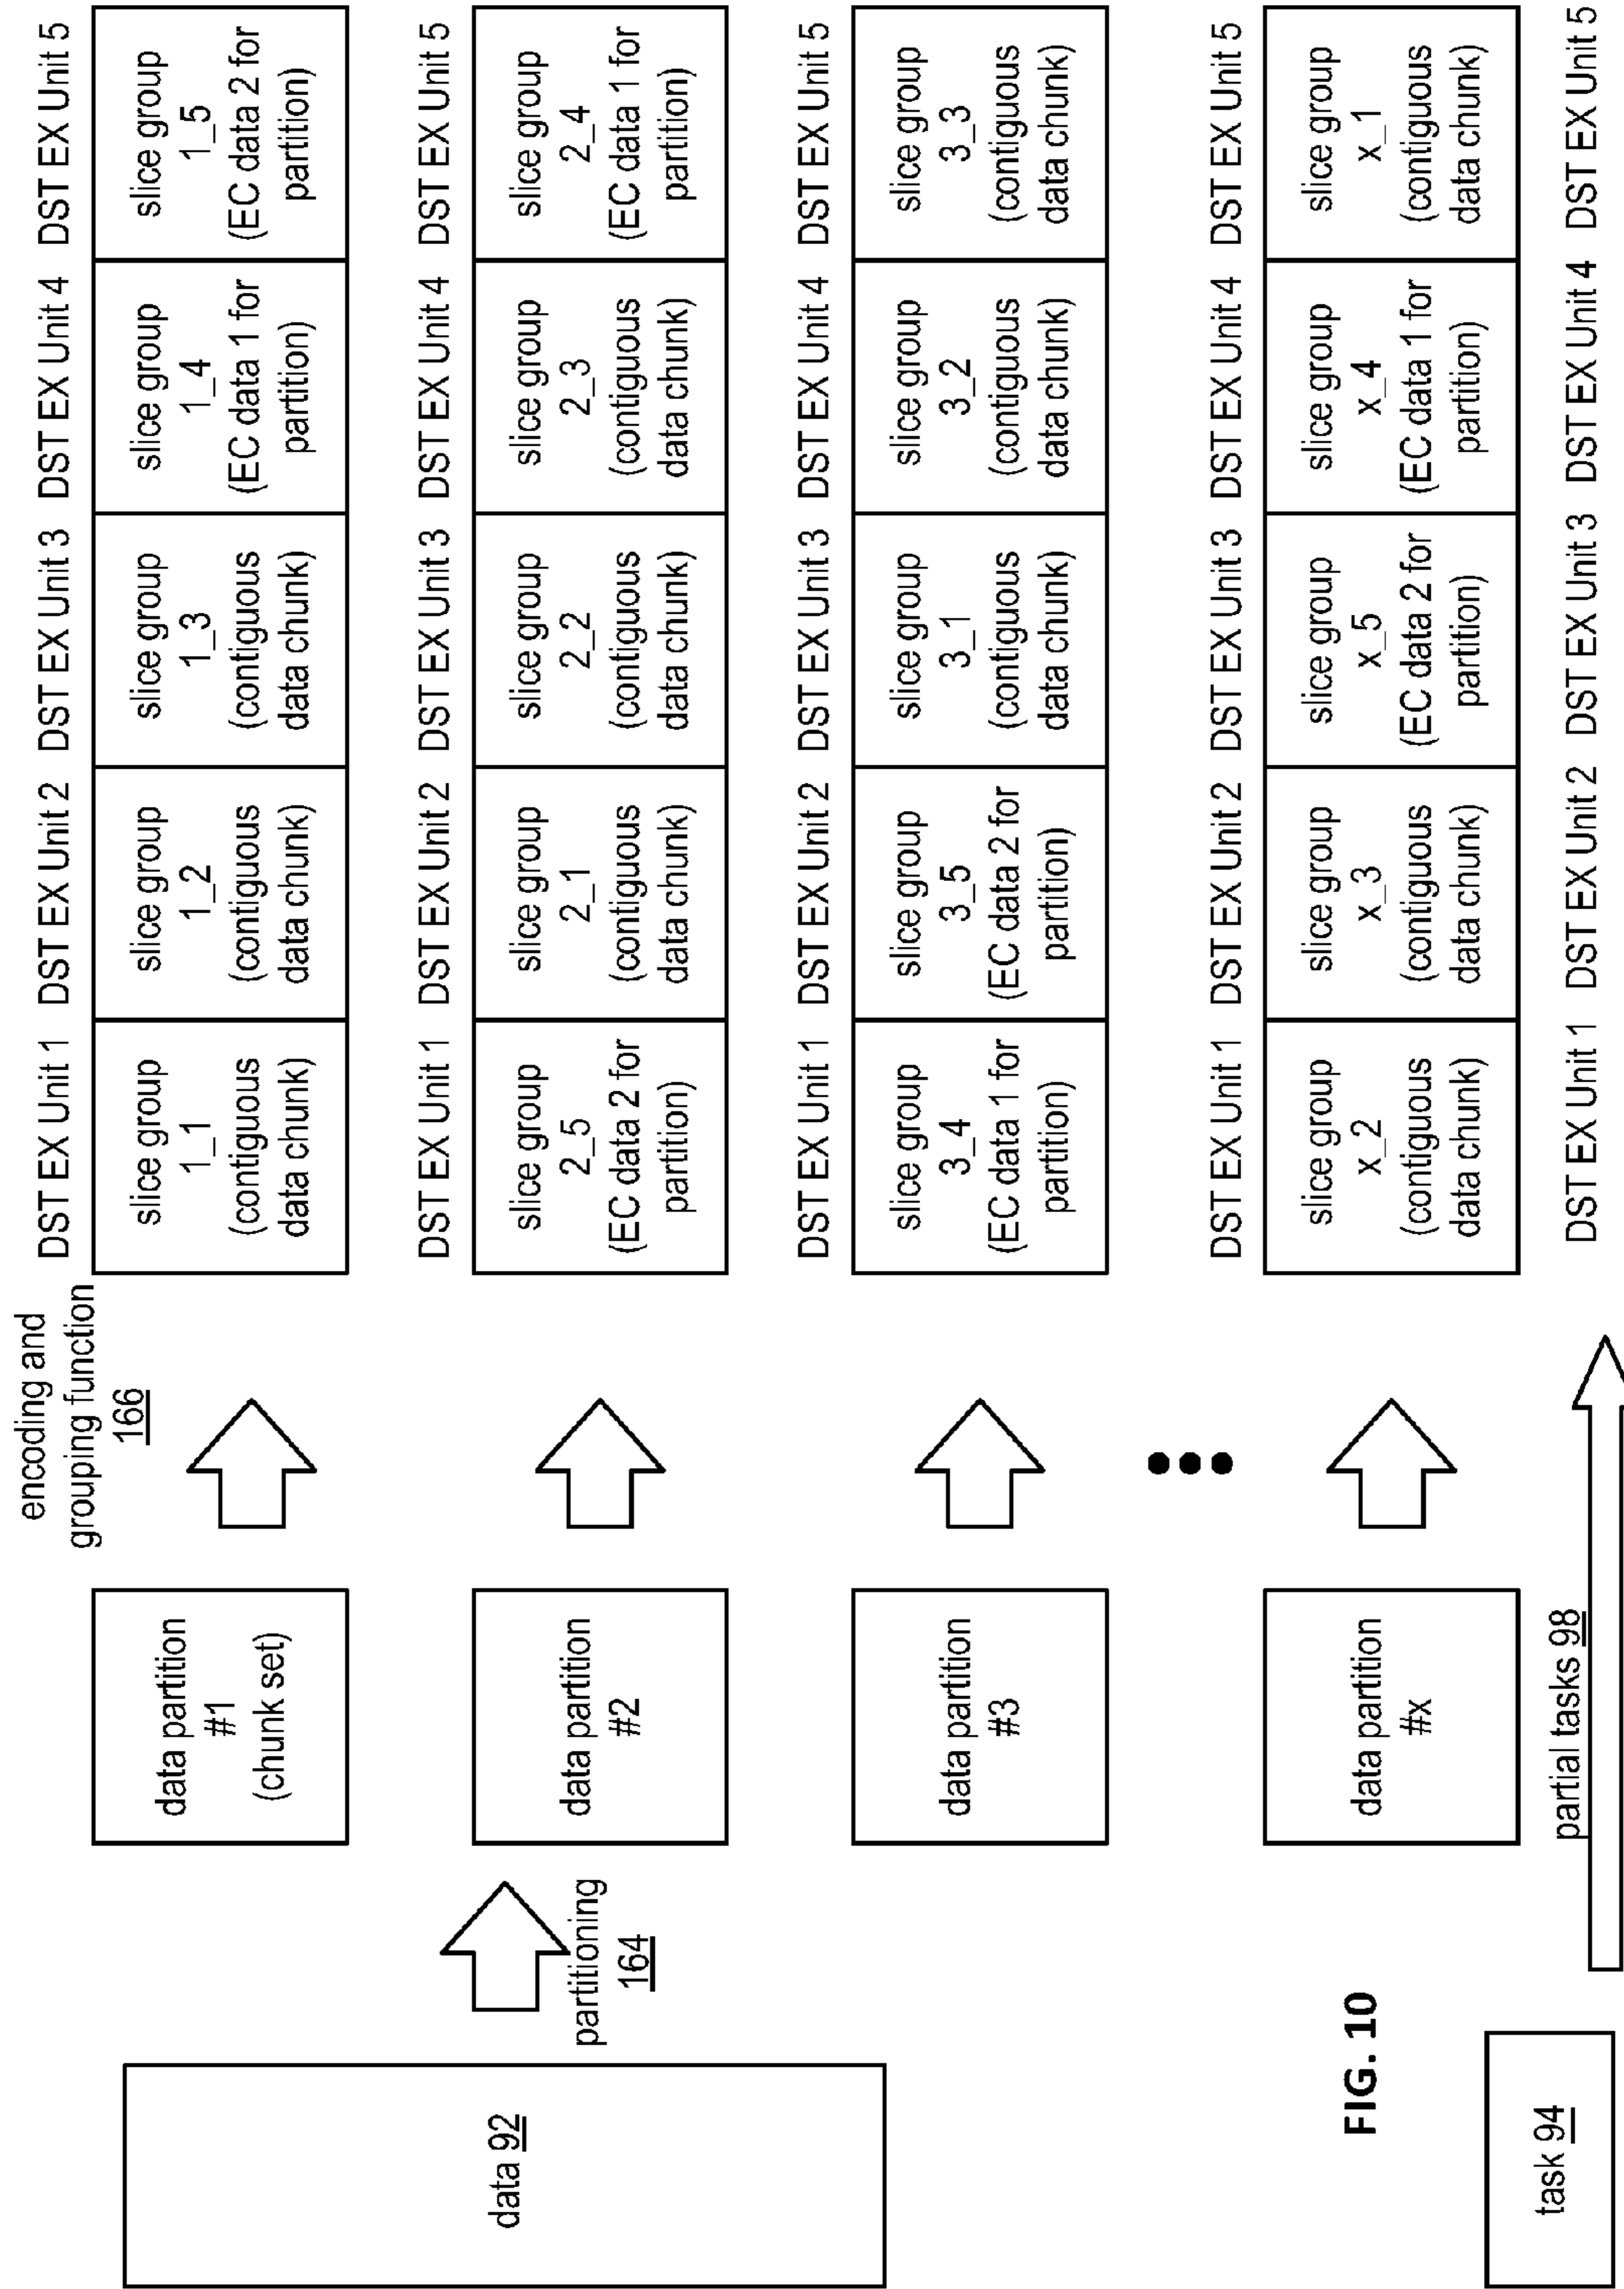 data 92
partitioning
164
data partition
#1
(chunk set)
encoding and
grouping function
166
DST EX Unit 1
DST EX Unit 2
DST EX Unit 3
DST EX Unit 4
DST EX Unit 5
slice group
1_1
(contiguous
data chunk)
slice group
1_2
(contiguous
data chunk)
slice group
1_3
(contiguous
data chunk)
slice group
1_4
(EC data 1 for
partition)
slice group
1_5
(EC data 2 for
partition)
data partition
#2
DST EX Unit 1
DST EX Unit 2
DST EX Unit 3
DST EX Unit 4
DST EX Unit 5
slice group
2_5
(EC data 2 for
partition)
slice group
2_1
(contiguous
data chunk)
slice group
2_2
(contiguous
data chunk)
slice group
2_3
(contiguous
data chunk)
slice group
2_4
(EC data 1 for
partition)
data partition
#3
DST EX Unit 1
DST EX Unit 2
DST EX Unit 3
DST EX Unit 4
DST EX Unit 5
slice group
3_4
(EC data 1 for
partition)
slice group
3_5
(EC data 2 for
partition)
slice group
3_1
(contiguous
data chunk)
slice group
3_2
(contiguous
data chunk)
slice group
3_3
(contiguous
data chunk)
data partition
#x
DST EX Unit 1
DST EX Unit 2
DST EX Unit 3
DST EX Unit 4
DST EX Unit 5
slice group
x_2
(contiguous
data chunk)
slice group
x_3
(contiguous
data chunk)
slice group
x_5
(EC data 2 for
partition)
slice group
x_4
(EC data 1 for
partition)
slice group
x_1
(contiguous
data chunk)
FIG. 10
task 94
partial tasks 98
DST EX Unit 1
DST EX Unit 2
DST EX Unit 3
DST EX Unit 4
DST EX Unit 5